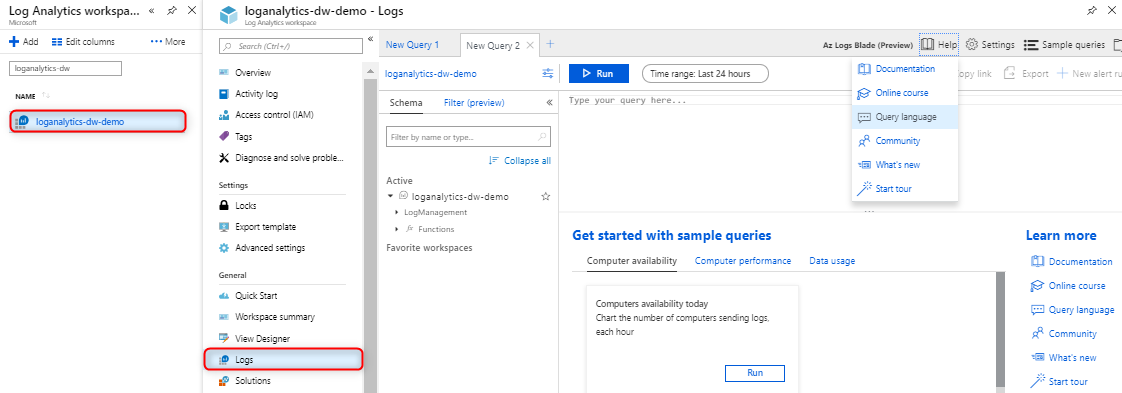 Log Analytics workspa...
Microsoft
Add
Edit columns
More
loganalytics-dw
NAME
loganalytics-dw-demo
loganalytics-dw-demo - Logs
Log Analytics workspace
Search (Ctrl+/)
Overview
Activity log
Access control (IAM)
Tags
Diagnose and solve proble...
Settings
Locks
Export template
Advanced settings
General
Quick Start
Workspace summary
View Designer
Logs
Solutions
New Query 1
New Query 2
Az Logs Blade (Preview)
Help
Settings
Sample queries
loganalytics-dw-demo
Run
Time range: Last 24 hours
opy link
Export
New alert ru
Documentation
Online course
Query language
Community
What's new
Start tour
Schema
Filter (preview)
Filter by name or type...
Collapse all
Active
loganalytics-dw-demo
LogManagement
fx Functions
Favorite workspaces
Type your query here...
Get started with sample queries
Computer availability
Computer performance
Data usage
Computers availability today
Chart the number of computers sending logs,
each hour
Run
Learn more
Documentation
Online course
Query language
Community
What's new
Start tour